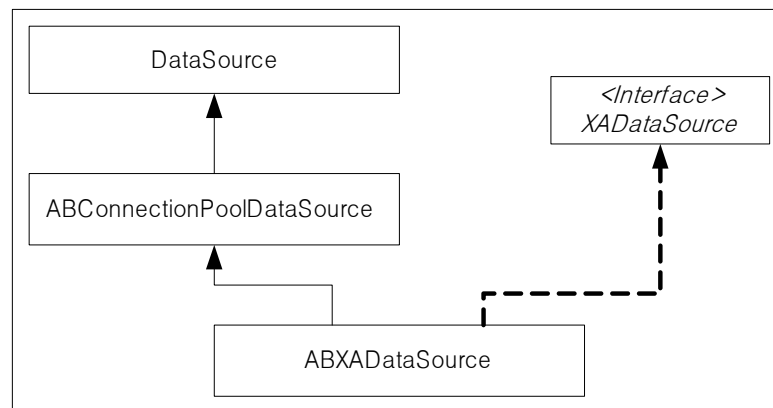 DataSource
<Interface>
XADataSource
ABConnectionPoolDataSource
ABXADataSource